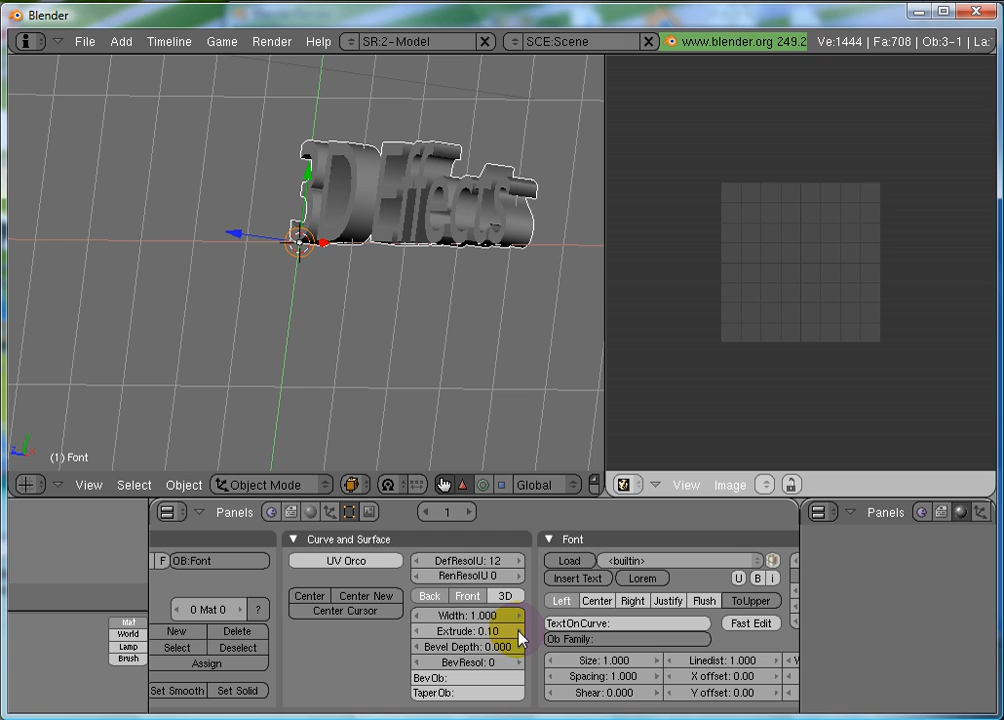 Blender
File Add Timeline Game Render Help SR:2-Model SCE:Scene www.blender.org 249.2 Ve:1444 | Fa:708 | Ob:3-1 | La:
3D Effects
(1) Font
View Select Object Object Mode Global View Image
Panels 1 Panels
Curve and Surface Font
F OB:Font UV Orco DefResolU: 12 Load <builtin>
RenResolU 0 Insert Text Lorem U B i
Center Center New Back Front 3D Left Center Right Justify Flush ToUpper
0 Mat 0 ? Center Cursor Width: 1.000 TextOnCurve: Fast Edit
Mat New Delete Extrude: 0.10 Ob Family:
World Select Deselect Bevel Depth: 0.000
Lamp Assign BevResol: 0 Size: 1.000 Linedist: 1.000
Brush BevOb: Spacing: 1.000 X offset: 0.00
Set Smooth Set Solid TaperOb: Shear: 0.000 Y offset: 0.00